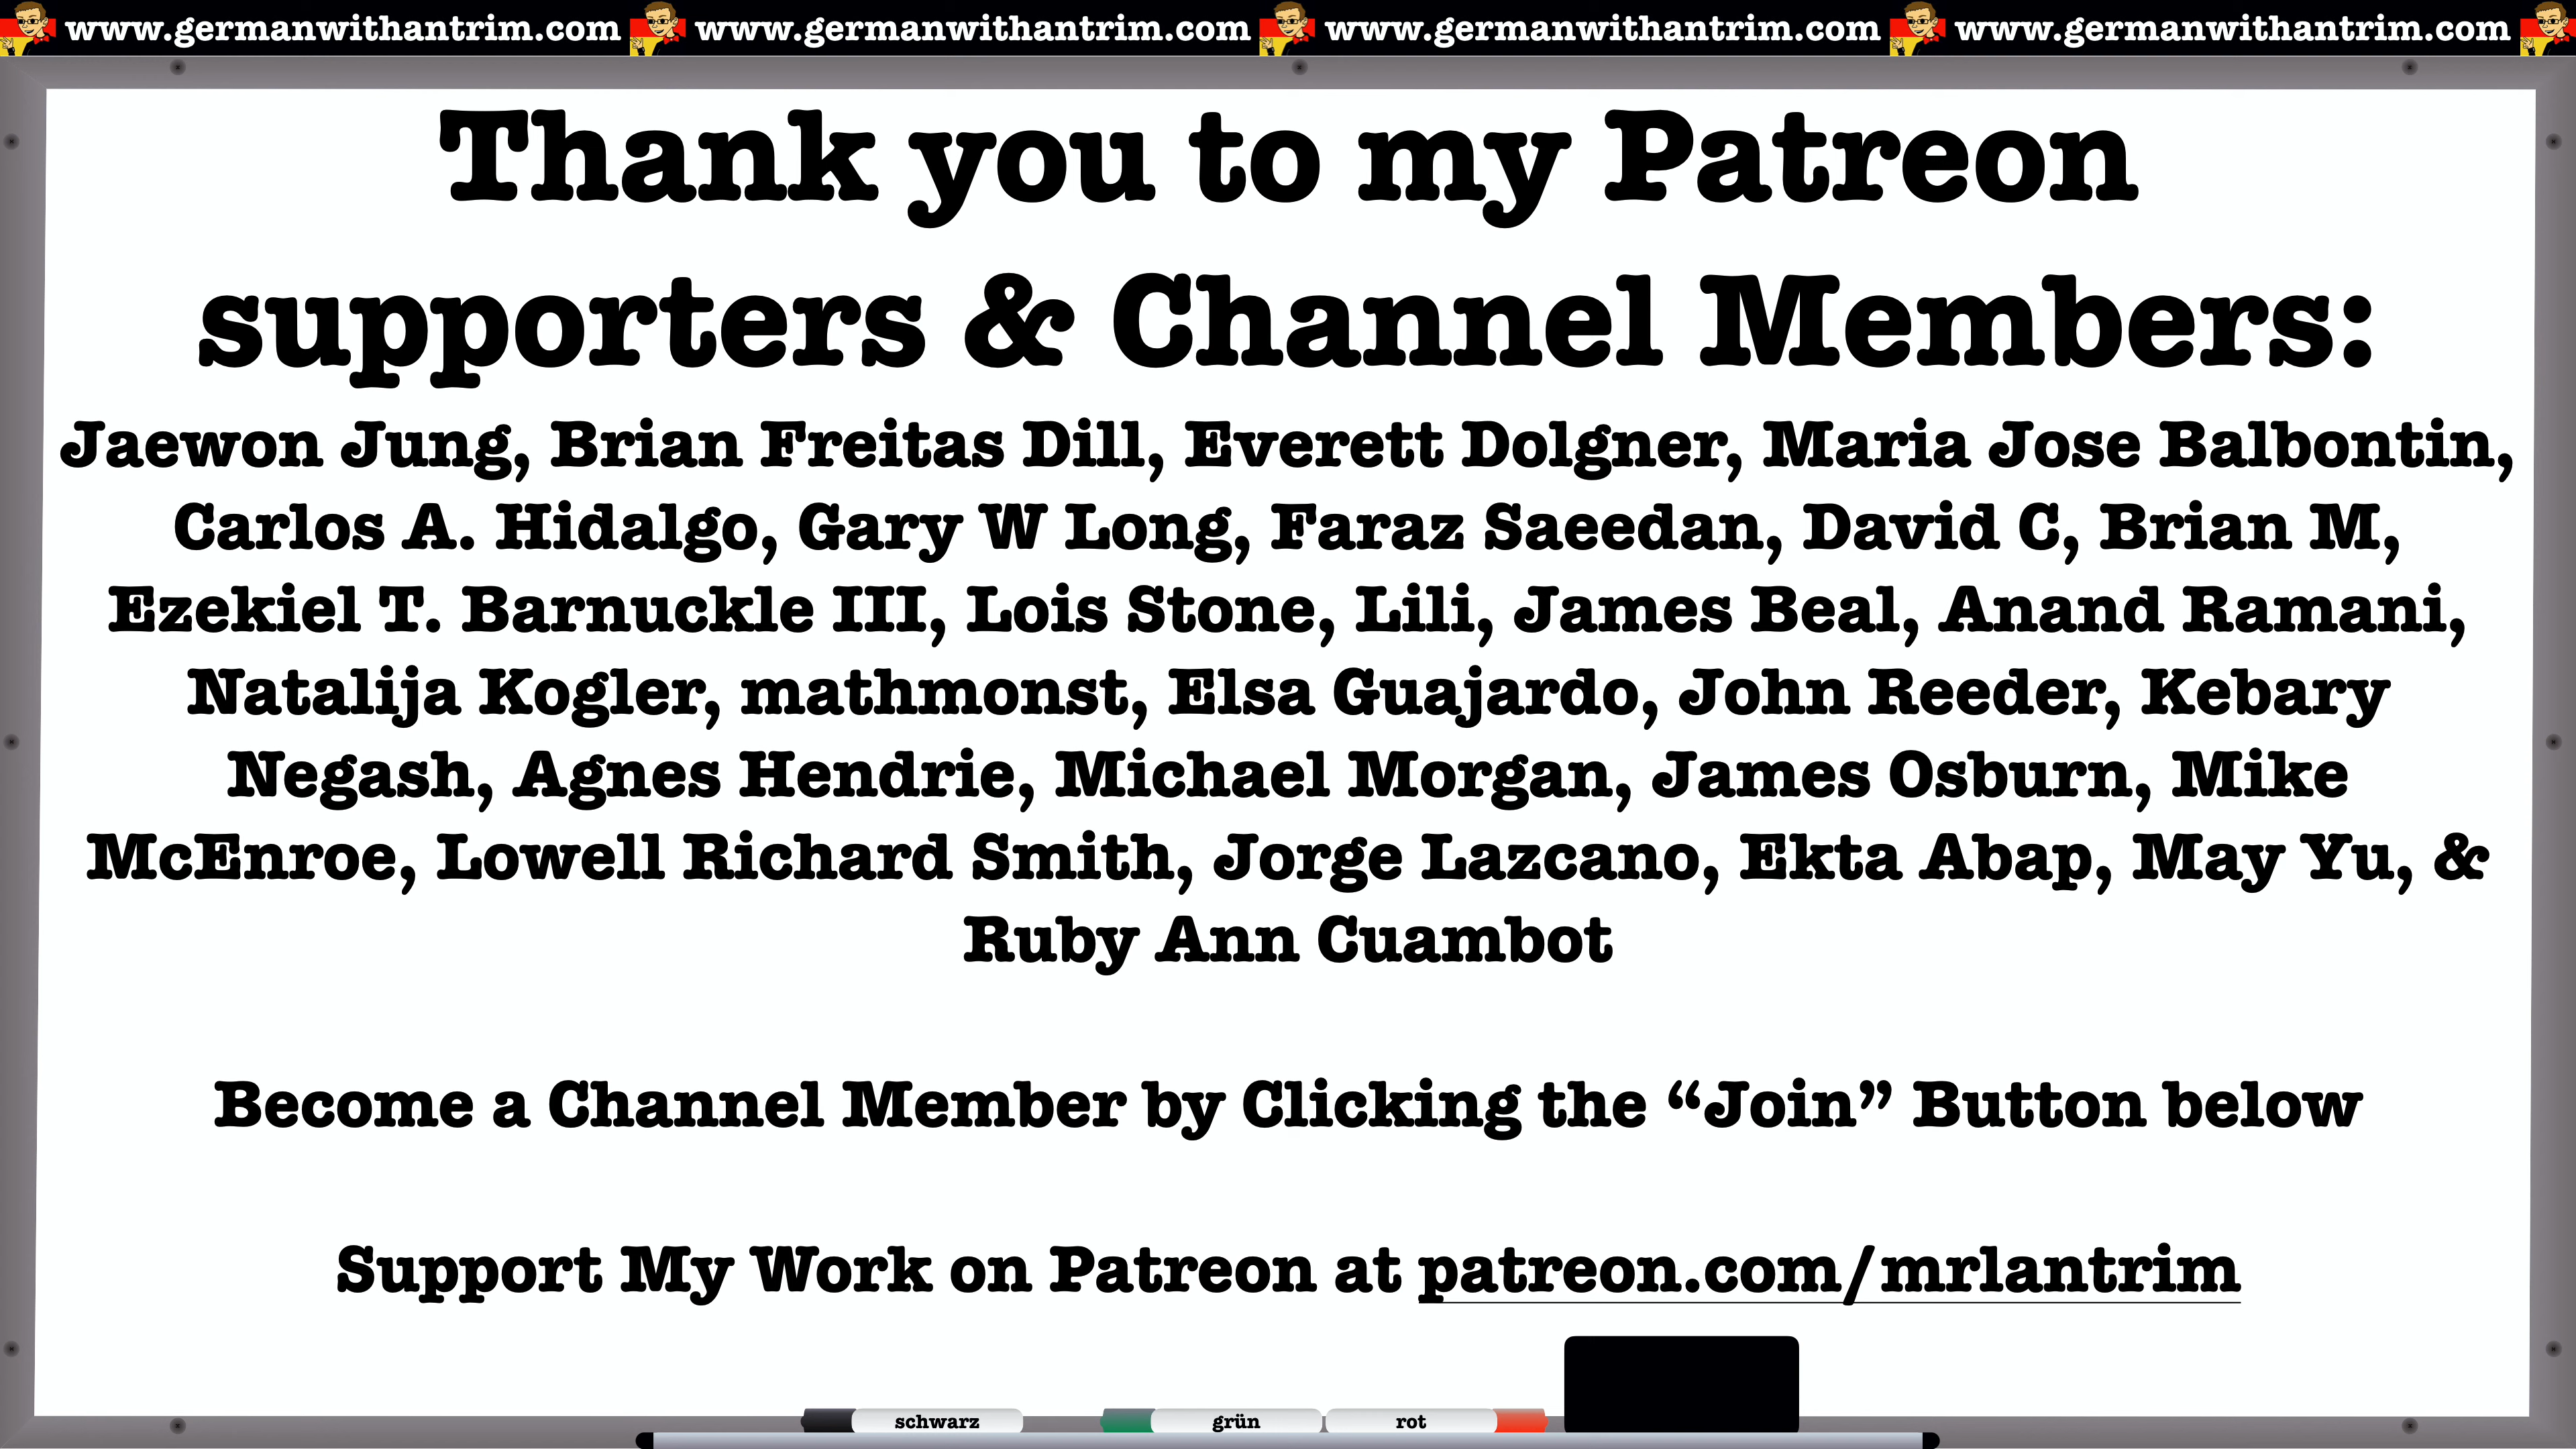 www.germanwithantrim.com www.germanwithantrim.com www.germanwithantrim.com www.germanwithantrim.com
Thank you to my Patreon
supporters & Channel Members:
Jaewon Jung, Brian Freitas Dill, Everett Dolgner, Maria Jose Balbontin,
Carlos A. Hidalgo, Gary W Long, Faraz Saeedan, David C, Brian M,
Ezekiel T. Barnuckle III, Lois Stone, Lili, James Beal, Anand Ramani,
Natalija Kogler, mathmonst, Elsa Guajardo, John Reeder, Kebary
Negash, Agnes Hendrie, Michael Morgan, James Osburn, Mike
McEnroe, Lowell Richard Smith, Jorge Lazcano, Ekta Abap, May Yu, &
Ruby Ann Cuambot
Become a Channel Member by Clicking the “Join” Button below
Support My Work on Patreon at patreon.com/mrlantrim
schwarz grün rot